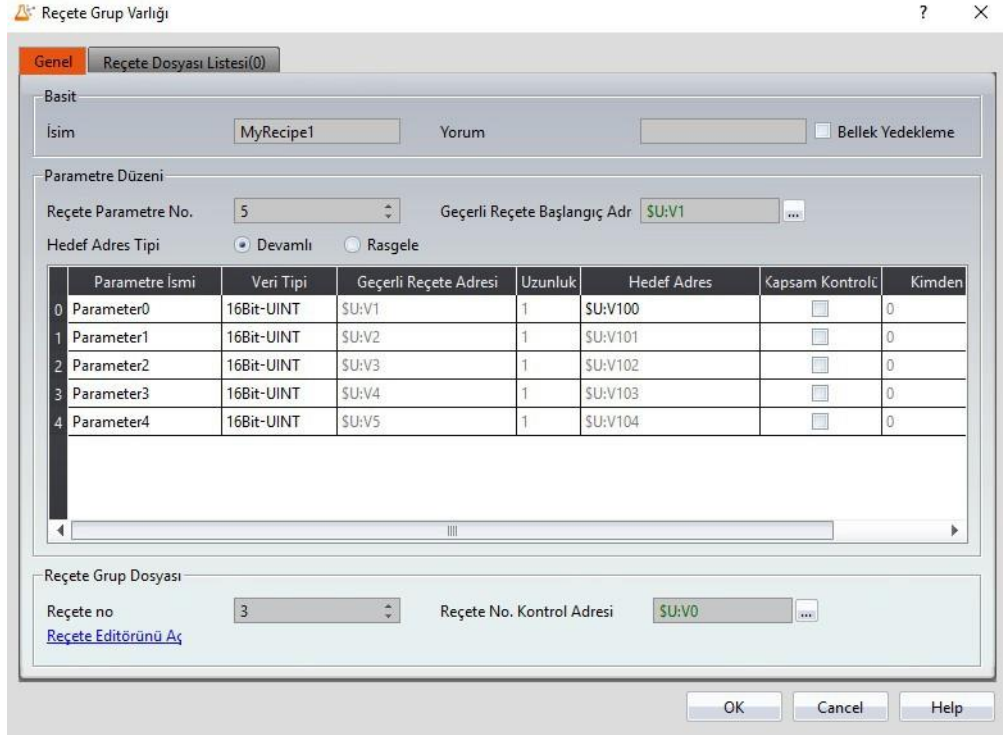 Reçete Grup Varlığı
Genel
Reçete Dosyası Listesi(0)
Basit
İsim MyRecipe1 Yorum Bellek Yedekleme
Parametre Düzeni
Reçete Parametre No. 5 Geçerli Reçete Başlangıç Adr $U:V1 ...
Hedef Adres Tipi Devamlı Rasgele
Parametre İsmi Veri Tipi Geçerli Reçete Adresi Uzunluk Hedef Adres Kapsam Kontrolü Kimden
0 Parameter0 16Bit-UINT $U:V1 1 $U:V100 0
1 Parameter1 16Bit-UINT $U:V2 1 $U:V101 0
2 Parameter2 16Bit-UINT $U:V3 1 $U:V102 0
3 Parameter3 16Bit-UINT $U:V4 1 $U:V103 0
4 Parameter4 16Bit-UINT $U:V5 1 $U:V104 0
Reçete Grup Dosyası
Reçete no 3 Reçete No. Kontrol Adresi $U:V0 ...
Reçete Editörünü Aç
OK Cancel Help